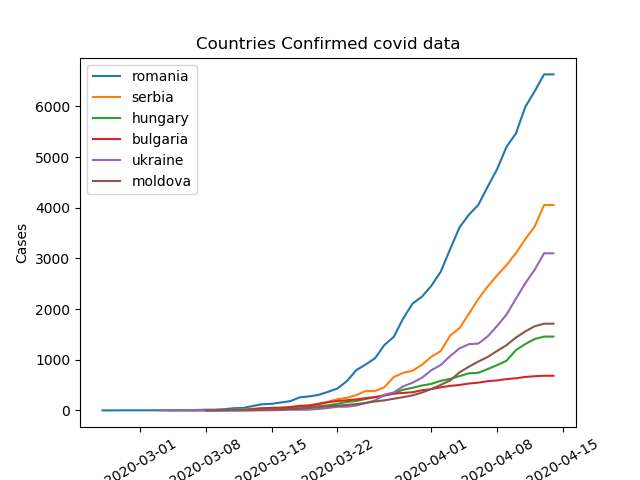 Countries Confirmed covid data
romania
serbia
hungary
bulgaria
ukraine
moldova
Cases
6000
5000
4000
3000
2000
1000
0
2020-03-01
2020-03-08
2020-03-15
2020-03-22
2020-04-01
2020-04-08
2020-04-15